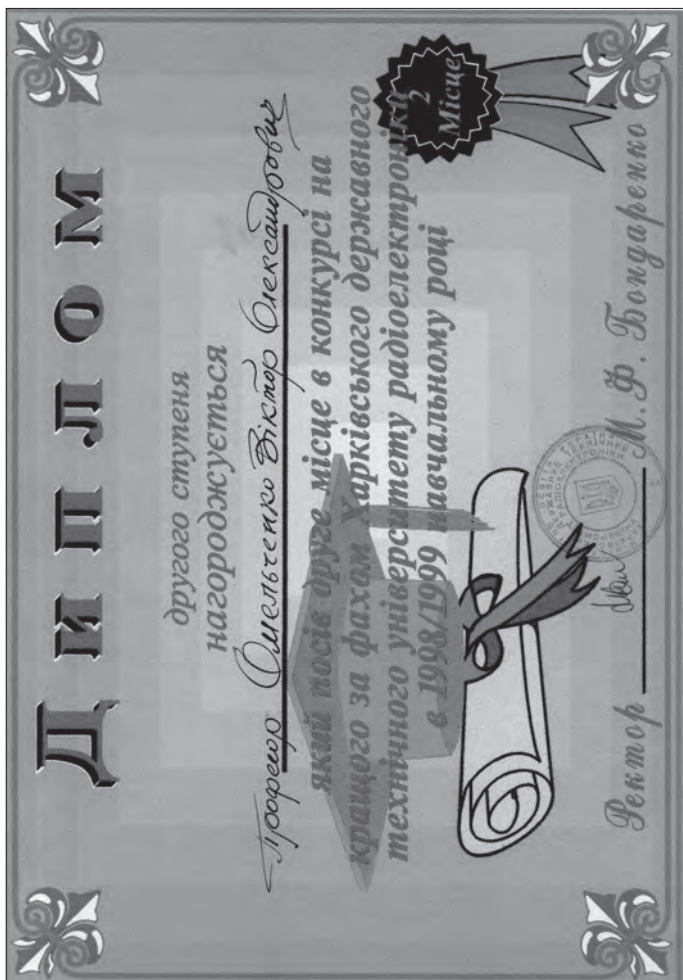 ДИПЛОМ
другого ступеня
нагороджується
Професор Омельченко Віктор Олександрович
який посів друге місце в конкурсі на
кращого за фахом Харківського державного
технічного університету радіоелектроніки
в 1998/1999 навчальному році
2
Місце
Ректор М. Ф. Бондаренко